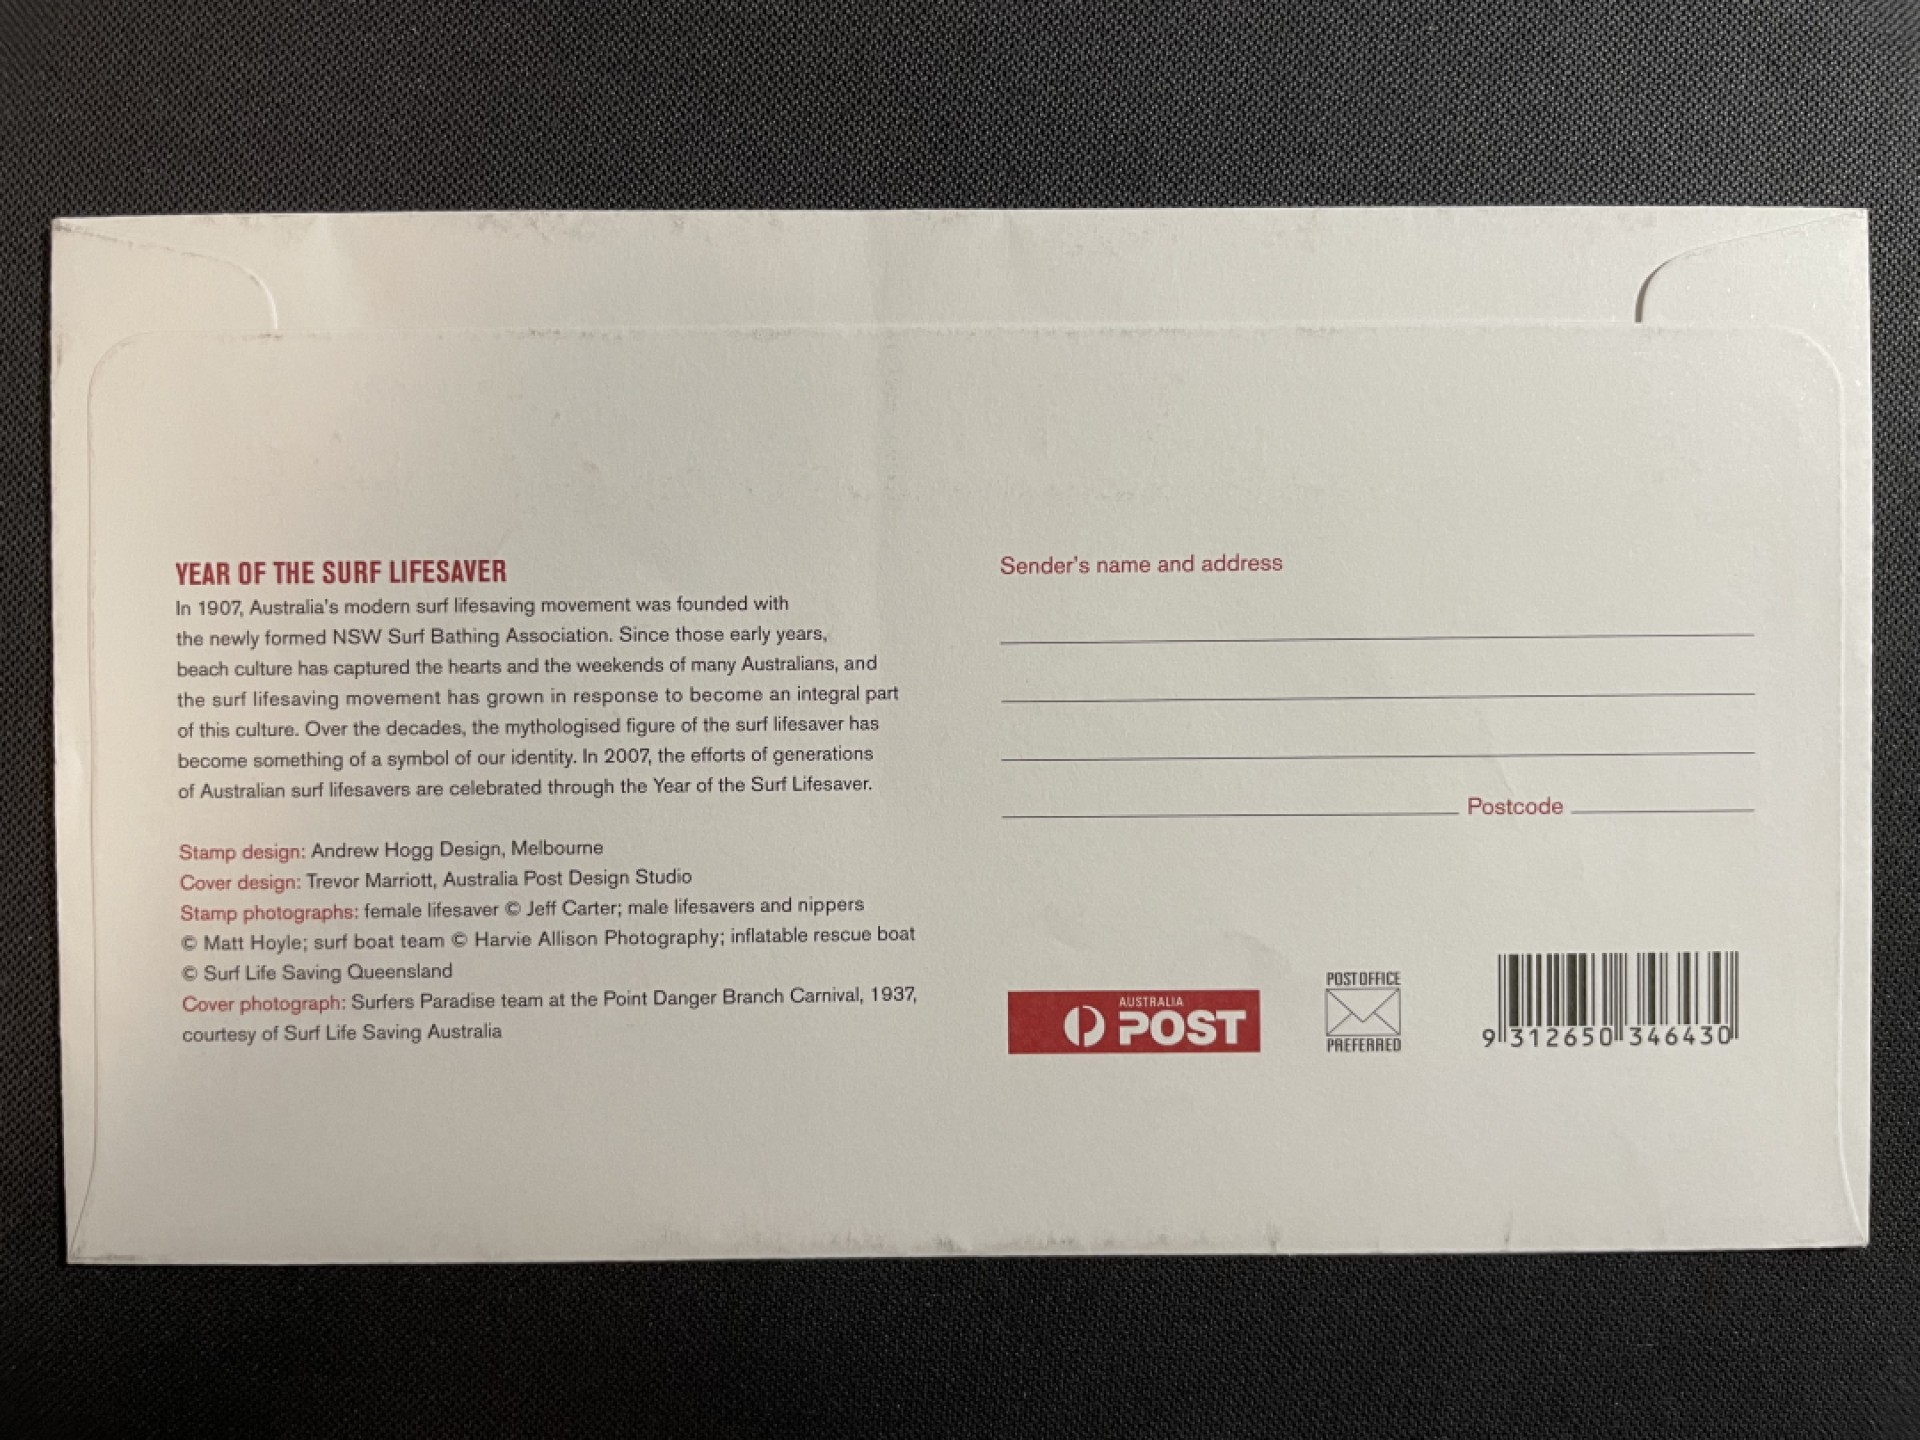 YEAR OF THE SURF LIFESAVER
In 1907, Australia's modern surf lifesaving movement was founded with
the newly formed NSW Surf Bathing Association. Since those early years,
beach culture has captured the hearts and the weekends of many Australians, and
the surf lifesaving movement has grown in response to become an integral part
of this culture. Over the decades, the mythologised figure of the surf lifesaver has
become something of a symbol of our identity. In 2007, the efforts of generations
of Australian surf lifesavers are celebrated through the Year of the Surf Lifesaver.
Stamp design: Andrew Hogg Design, Melbourne
Cover design: Trevor Marriott, Australia Post Design Studio
Stamp photographs: female lifesaver © Jeff Carter; male lifesavers and nippers
© Matt Hoyle; surf boat team © Harvie Allison Photography; inflatable rescue boat
© Surf Life Saving Queensland
Cover photograph: Surfers Paradise team at the Point Danger Branch Carnival, 1937,
courtesy of Surf Life Saving Australia
Sender's name and address
Postcode
AUSTRALIA
POST
POST OFFICE
PREFERRED
9 312650 346430